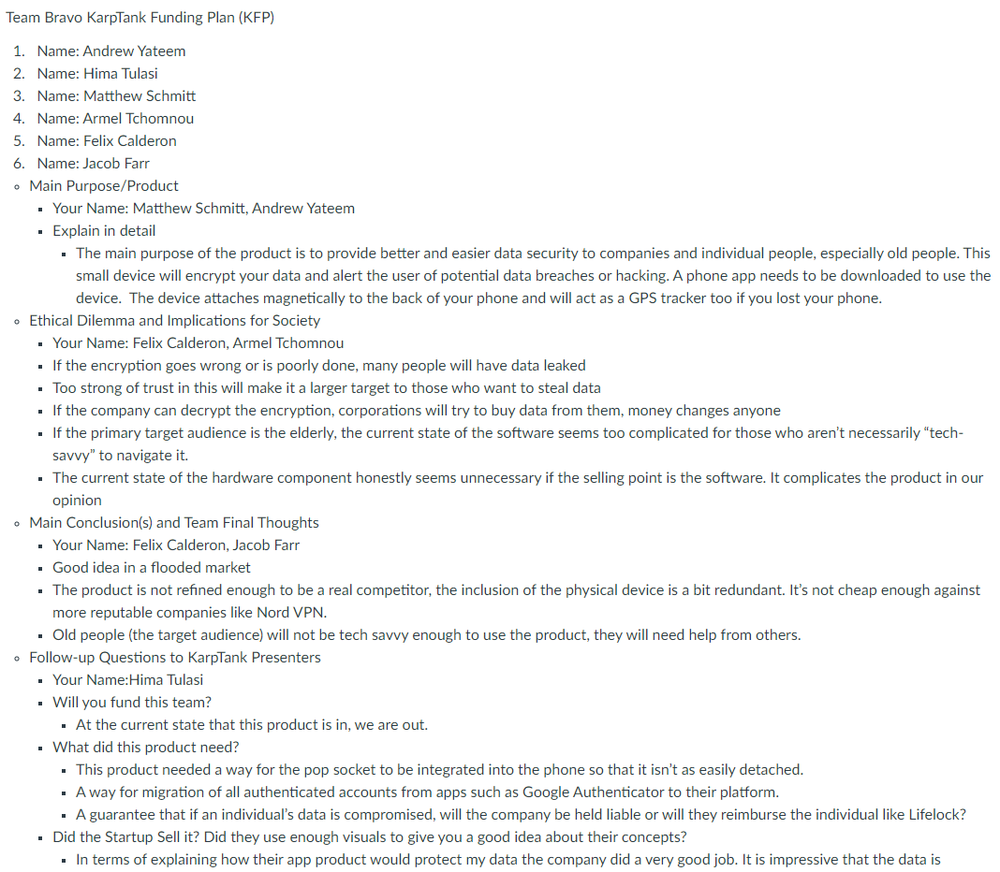 Team Bravo KarpTank Funding Plan (KFP)
1. Name: Andrew Yateem
2. Name: Hima Tulasi
3. Name: Matthew Schmitt
4. Name: Armel Tchomnou
5. Name: Felix Calderon
6. Name: Jacob Farr
Main Purpose/Product
Your Name: Matthew Schmitt, Andrew Yateem
Explain in detail
The main purpose of the product is to provide better and easier data security to companies and individual people, especially old people. This
small device will encrypt your data and alert the user of potential data breaches or hacking. A phone app needs to be downloaded to use the
device.  The device attaches magnetically to the back of your phone and will act as a GPS tracker too if you lost your phone.
Ethical Dilemma and Implications for Society
Your Name: Felix Calderon, Armel Tchomnou
If the encryption goes wrong or is poorly done, many people will have data leaked
Too strong of trust in this will make it a larger target to those who want to steal data
If the company can decrypt the encryption, corporations will try to buy data from them, money changes anyone
If the primary target audience is the elderly, the current state of the software seems too complicated for those who aren’t necessarily “tech-
savvy” to navigate it.
The current state of the hardware component honestly seems unnecessary if the selling point is the software. It complicates the product in our
opinion
Main Conclusion(s) and Team Final Thoughts
Your Name: Felix Calderon, Jacob Farr
Good idea in a flooded market
The product is not refined enough to be a real competitor, the inclusion of the physical device is a bit redundant. It’s not cheap enough against
more reputable companies like Nord VPN.
Old people (the target audience) will not be tech savvy enough to use the product, they will need help from others.
Follow-up Questions to KarpTank Presenters
Your Name:Hima Tulasi
Will you fund this team?
At the current state that this product is in, we are out.
What did this product need?
This product needed a way for the pop socket to be integrated into the phone so that it isn’t as easily detached.
A way for migration of all authenticated accounts from apps such as Google Authenticator to their platform.
A guarantee that if an individual’s data is compromised, will the company be held liable or will they reimburse the individual like Lifelock?
Did the Startup Sell it? Did they use enough visuals to give you a good idea about their concepts?
In terms of explaining how their app product would protect my data the company did a very good job. It is impressive that the data is